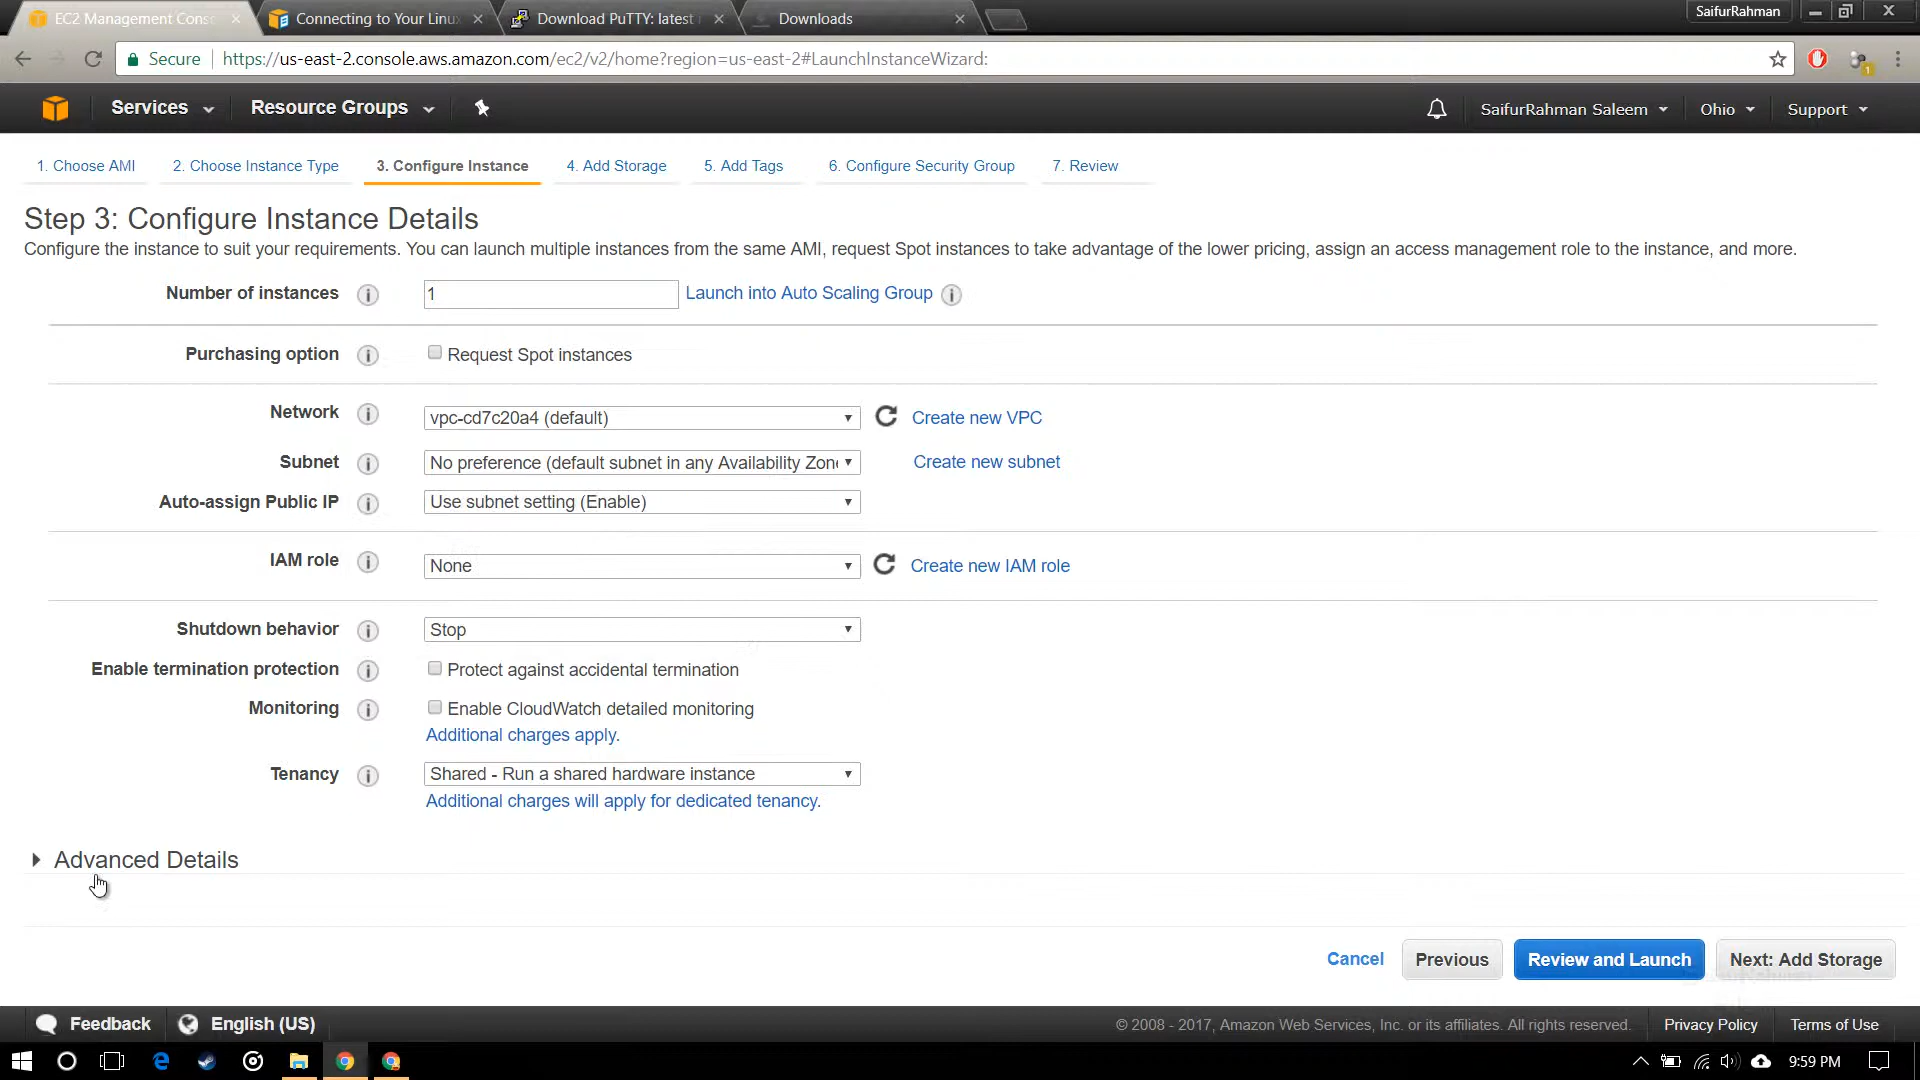 EC2 Management Cons
Connecting to Your Linu
Download PuTTY: latest
Downloads
SaifurRahman
Secure
https://us-east-2.console.aws.amazon.com/ec2/v2/home?region=us-east-2#LaunchInstanceWizard:
Services
Resource Groups
SaifurRahman Saleem
Ohio
Support
1. Choose AMI
2. Choose Instance Type
3. Configure Instance
4. Add Storage
5. Add Tags
6. Configure Security Group
7. Review
Step 3: Configure Instance Details
Configure the instance to suit your requirements. You can launch multiple instances from the same AMI, request Spot instances to take advantage of the lower pricing, assign an access management role to the instance, and more.
Number of instances
1
Launch into Auto Scaling Group
Purchasing option
Request Spot instances
Network
vpc-cd7c20a4 (default)
Create new VPC
Subnet
No preference (default subnet in any Availability Zon
Create new subnet
Auto-assign Public IP
Use subnet setting (Enable)
IAM role
None
Create new IAM role
Shutdown behavior
Stop
Enable termination protection
Protect against accidental termination
Monitoring
Enable CloudWatch detailed monitoring
Additional charges apply.
Tenancy
Shared - Run a shared hardware instance
Additional charges will apply for dedicated tenancy.
Advanced Details
Cancel
Previous
Review and Launch
Next: Add Storage
Feedback
English (US)
© 2008 - 2017, Amazon Web Services, Inc. or its affiliates. All rights reserved.
Privacy Policy
Terms of Use
9:59 PM